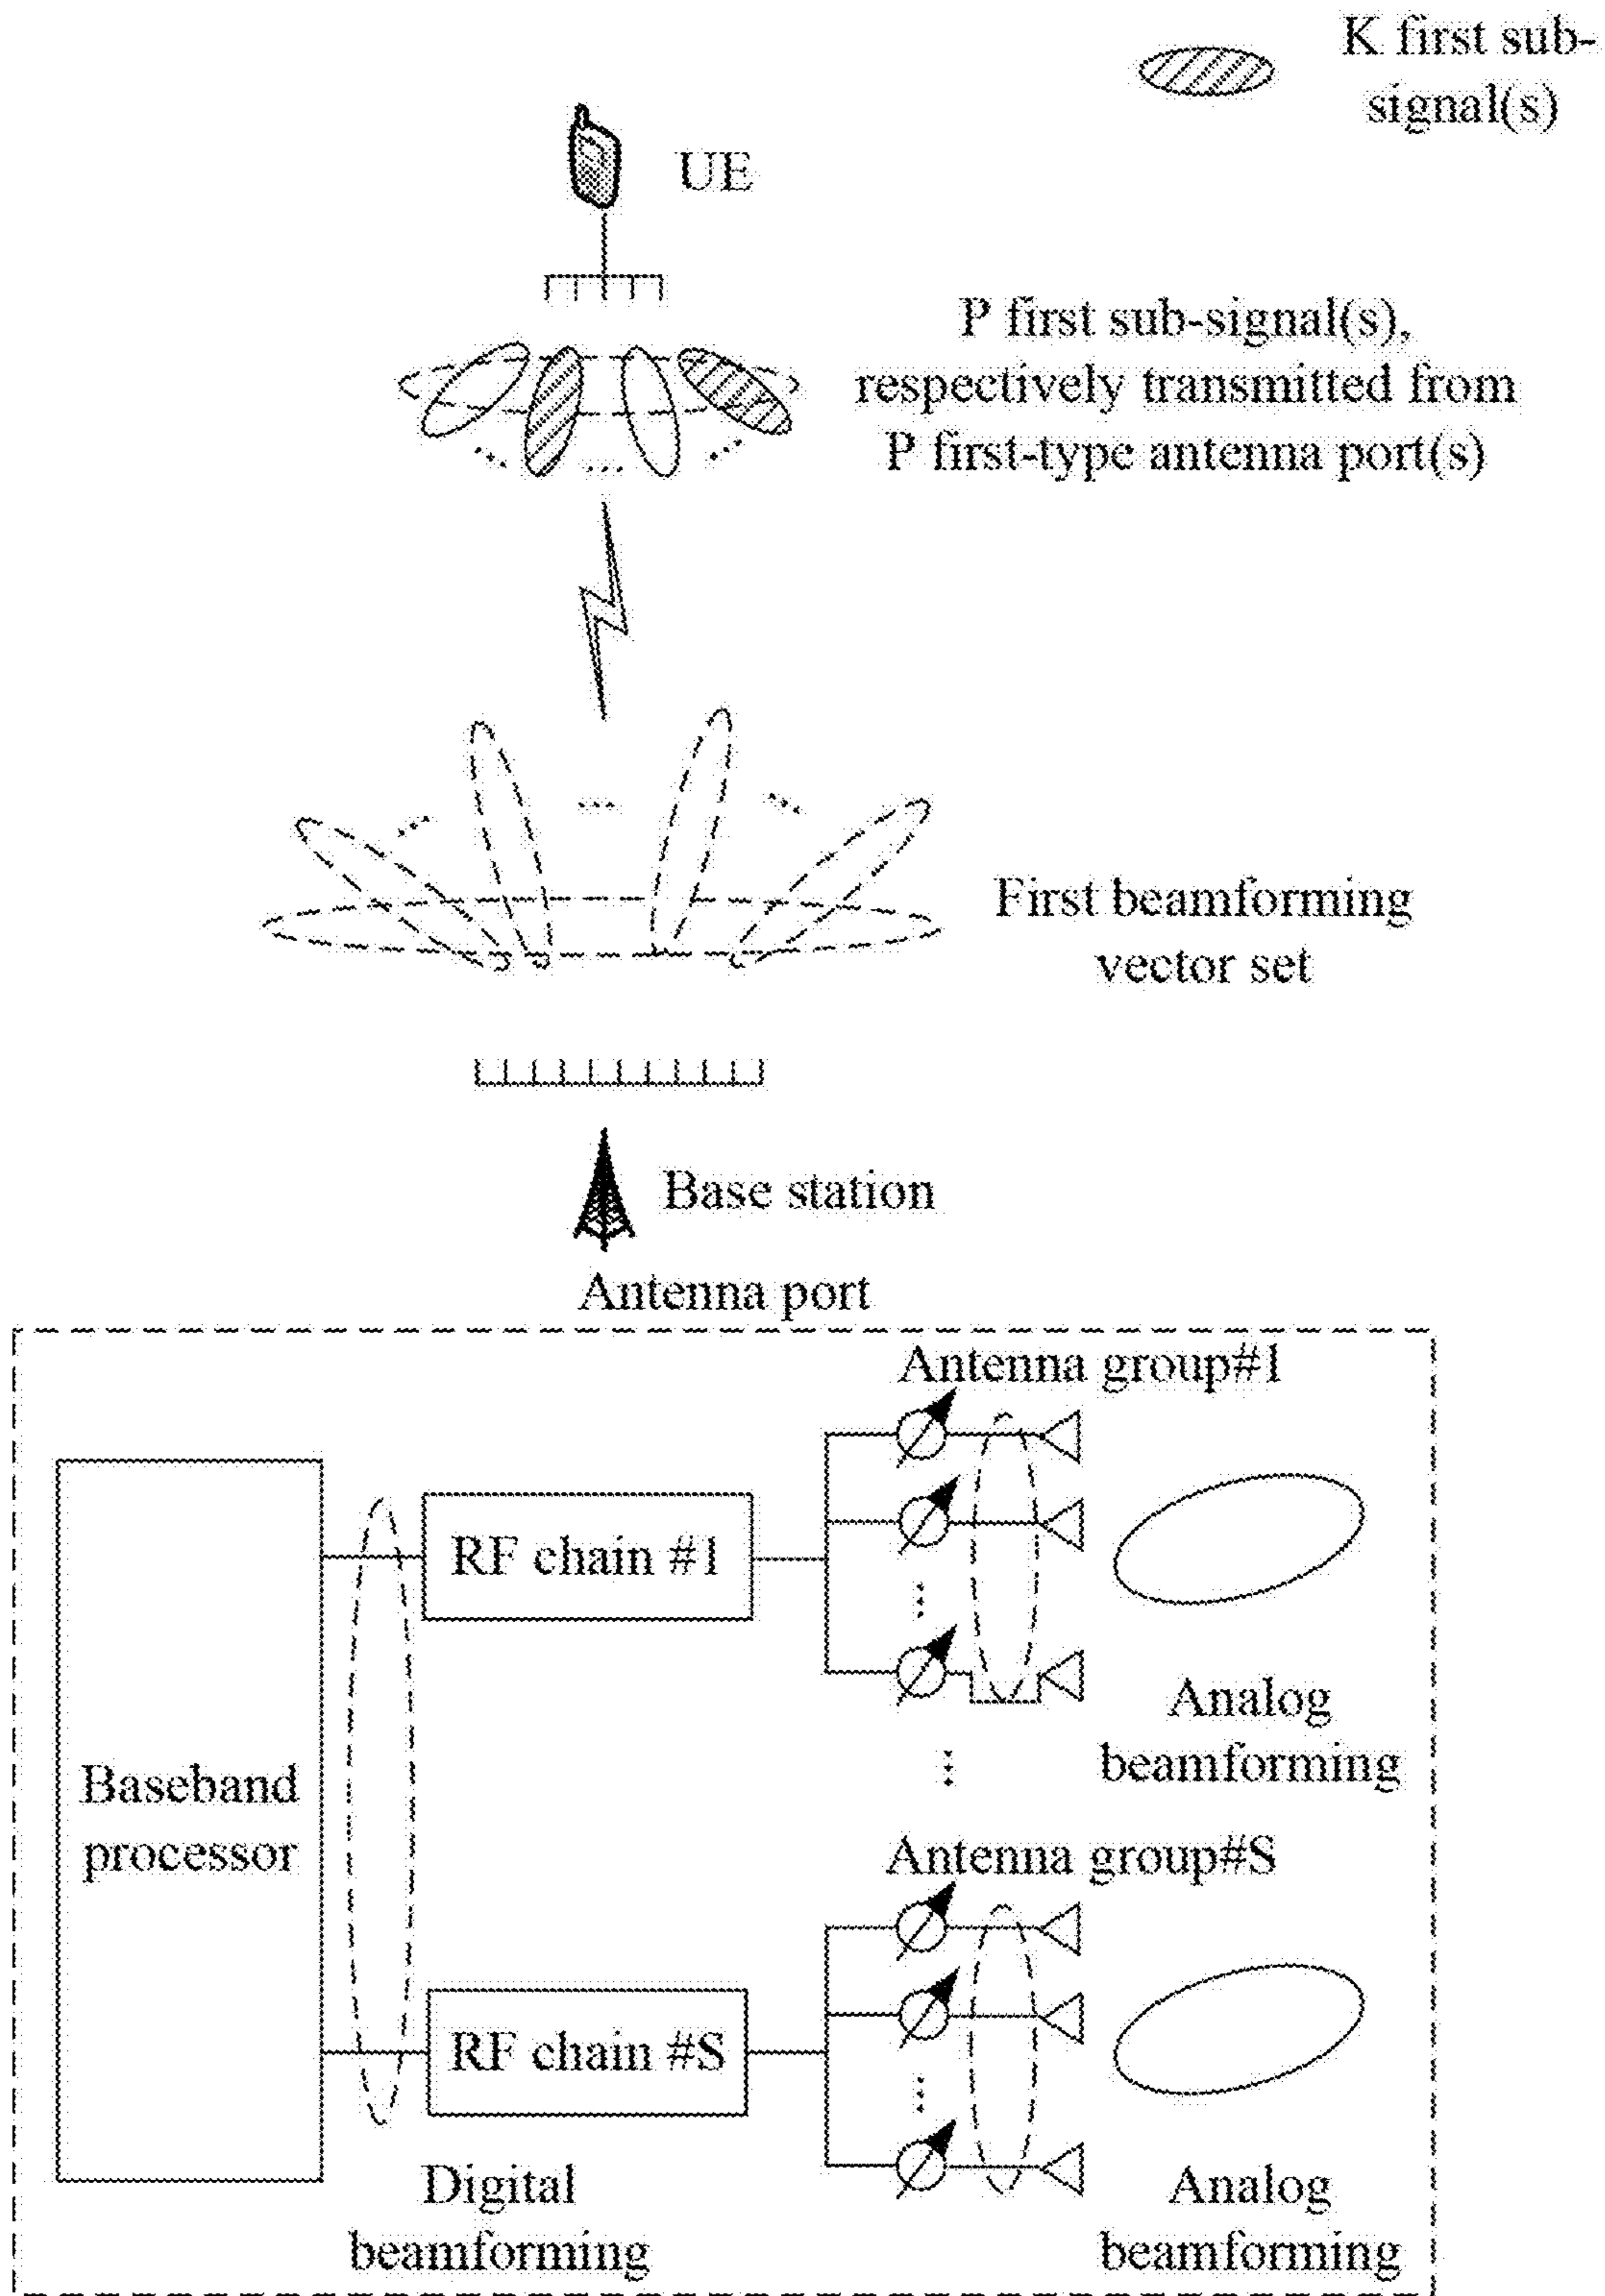 K first sub-
signal(s)
UE
P first sub-signal(s),
respectively transmitted from
P first-type antenna port(s)
First beamforming
vector set
Base station
Antenna port
Antenna group#1
RF chain #1
Analog
beamforming
Baseband
processor
Antenna group#S
RF chain #S
Digital
beamforming
Analog
beamforming